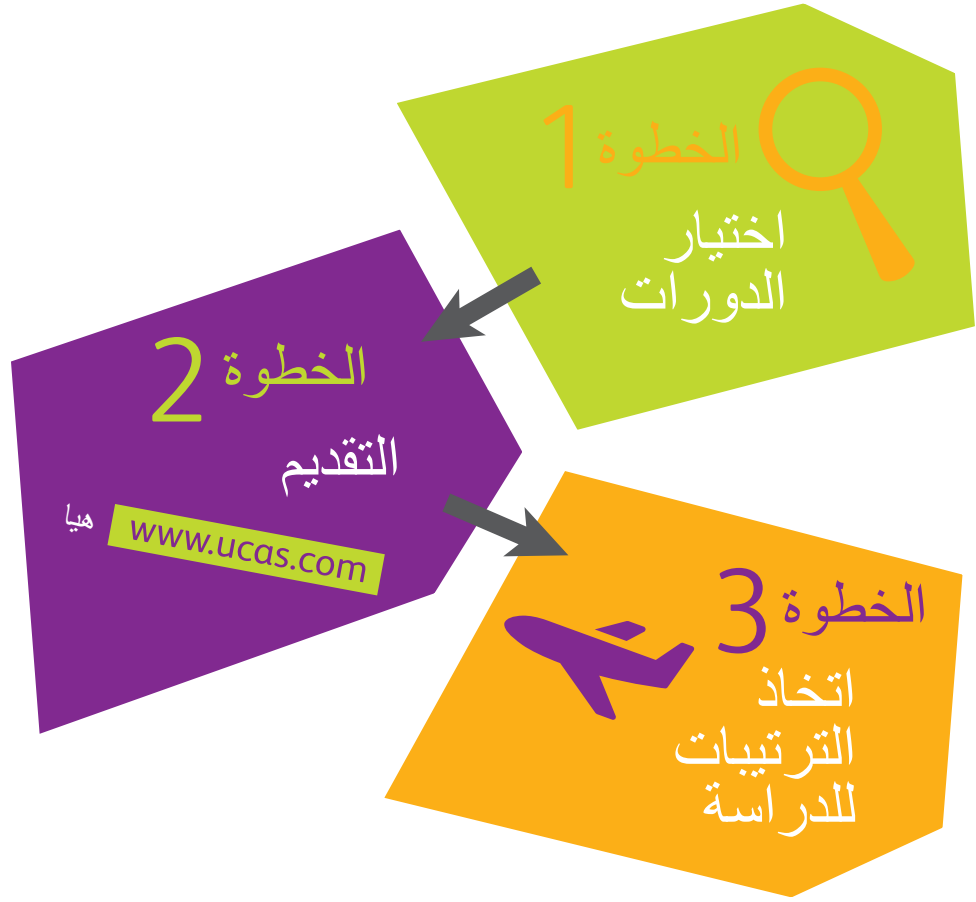 الخطوة 1
اختيار
الدورات
الخطوة 2
التقديم
هيا www.ucas.com
الخطوة 3
اتخاذ
الترتيبات
للدراسة